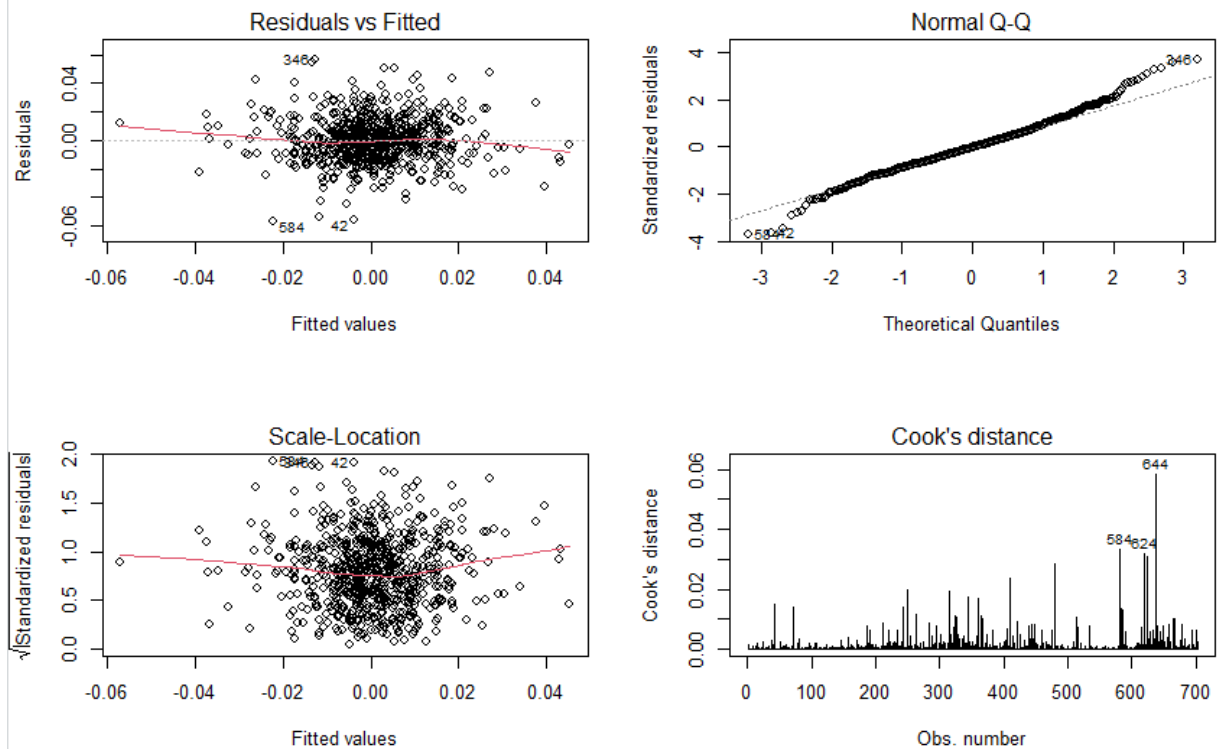 Residuals vs Fitted
Residuals
0.04
0.00
-0.06
346
584
42
-0.06 -0.04 -0.02 0.00 0.02 0.04
Fitted values
Normal Q-Q
Standardized residuals
4
2
0
-2
-4
346
584
42
-3 -2 -1 0 1 2 3
Theoretical Quantiles
Scale-Location
√|Standardized residuals
2.0
1.5
1.0
0.5
0.0
584
346
42
-0.06 -0.04 -0.02 0.00 0.02 0.04
Fitted values
Cook's distance
Cook's distance
0.06
0.04
0.02
0.00
644
584
624
0 100 200 300 400 500 600 700
Obs. number